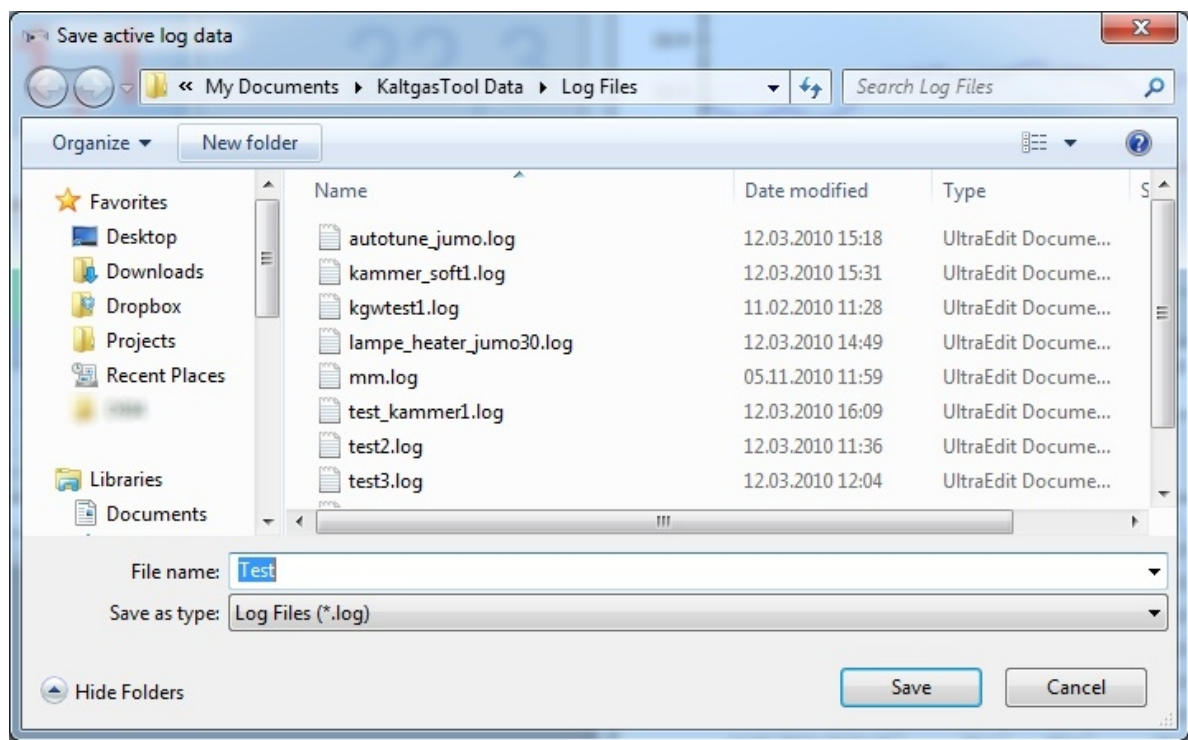 Save active log data
« My Documents ▸ KaltgasTool Data ▸ Log Files Search Log Files
Organize New folder
Name Date modified Type S
Favorites
Desktop
Downloads
Dropbox
Projects
Recent Places
Libraries
Documents
autotune_jumo.log 12.03.2010 15:18 UltraEdit Docume...
kammer_soft1.log 12.03.2010 15:31 UltraEdit Docume...
kgwtest1.log 11.02.2010 11:28 UltraEdit Docume...
lampe_heater_jumo30.log 12.03.2010 14:49 UltraEdit Docume...
mm.log 05.11.2010 11:59 UltraEdit Docume...
test_kammer1.log 12.03.2010 16:09 UltraEdit Docume...
test2.log 12.03.2010 11:36 UltraEdit Docume...
test3.log 12.03.2010 12:04 UltraEdit Docume...
File name: Test
Save as type: Log Files (*.log)
Hide Folders Save Cancel